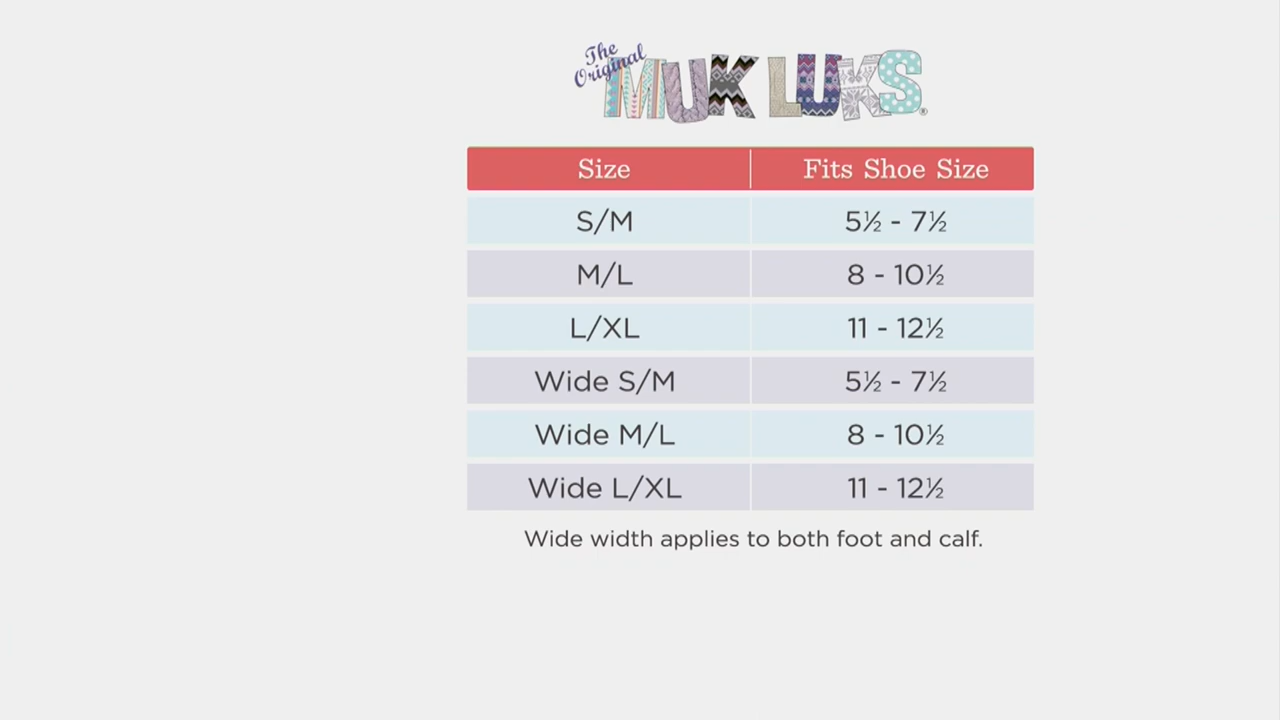 The Original MUK LUKS®
Size Fits Shoe Size
S/M 5½ - 7½
M/L 8 - 10½
L/XL 11 - 12½
Wide S/M 5½ - 7½
Wide M/L 8 - 10½
Wide L/XL 11 - 12½
Wide width applies to both foot and calf.